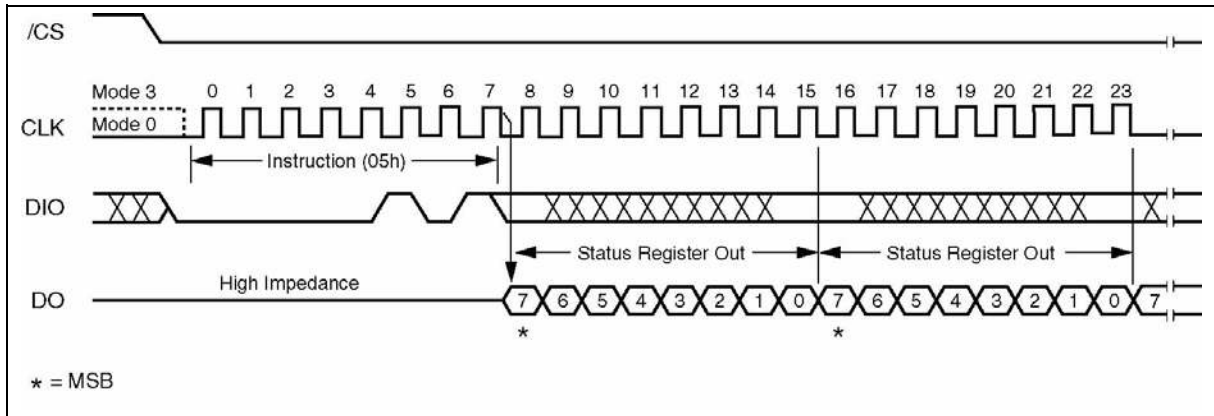 /CS
Mode 3 0 1 2 3 4 5 6 7 8 9 10 11 12 13 14 15 16 17 18 19 20 21 22 23
CLK Mode 0
Instruction (05h)
DIO
Status Register Out Status Register Out
High Impedance
DO 7 6 5 4 3 2 1 0 7 6 5 4 3 2 1 0 7
* *
* = MSB